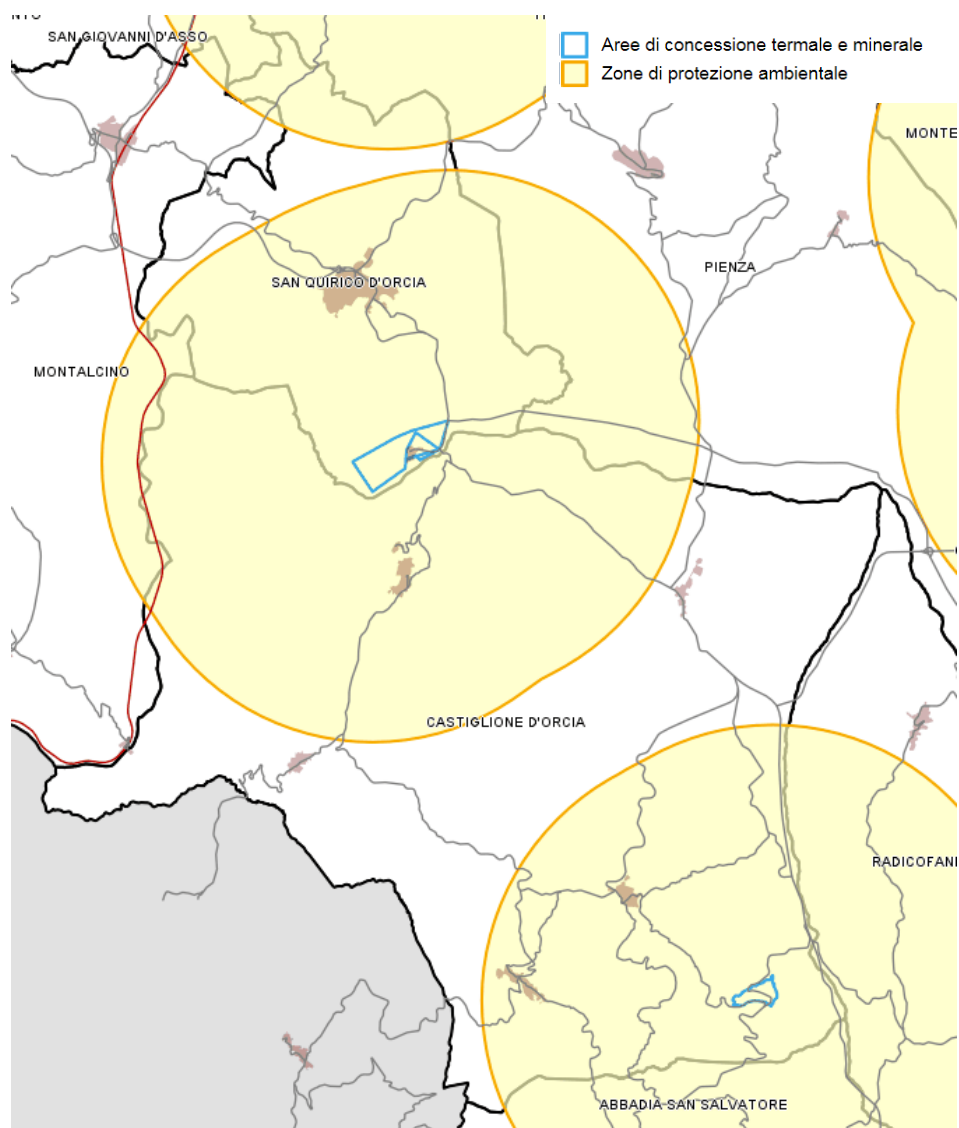 SAN GIOVANNI D'ASSO
Aree di concessione termale e minerale
Zone di protezione ambientale
MONTE
PIENZA
SAN QUIRICO D'ORCIA
MONTALCINO
CASTIGLIONE D'ORCIA
RADICOFANI
ABBADIA SAN SALVATORE